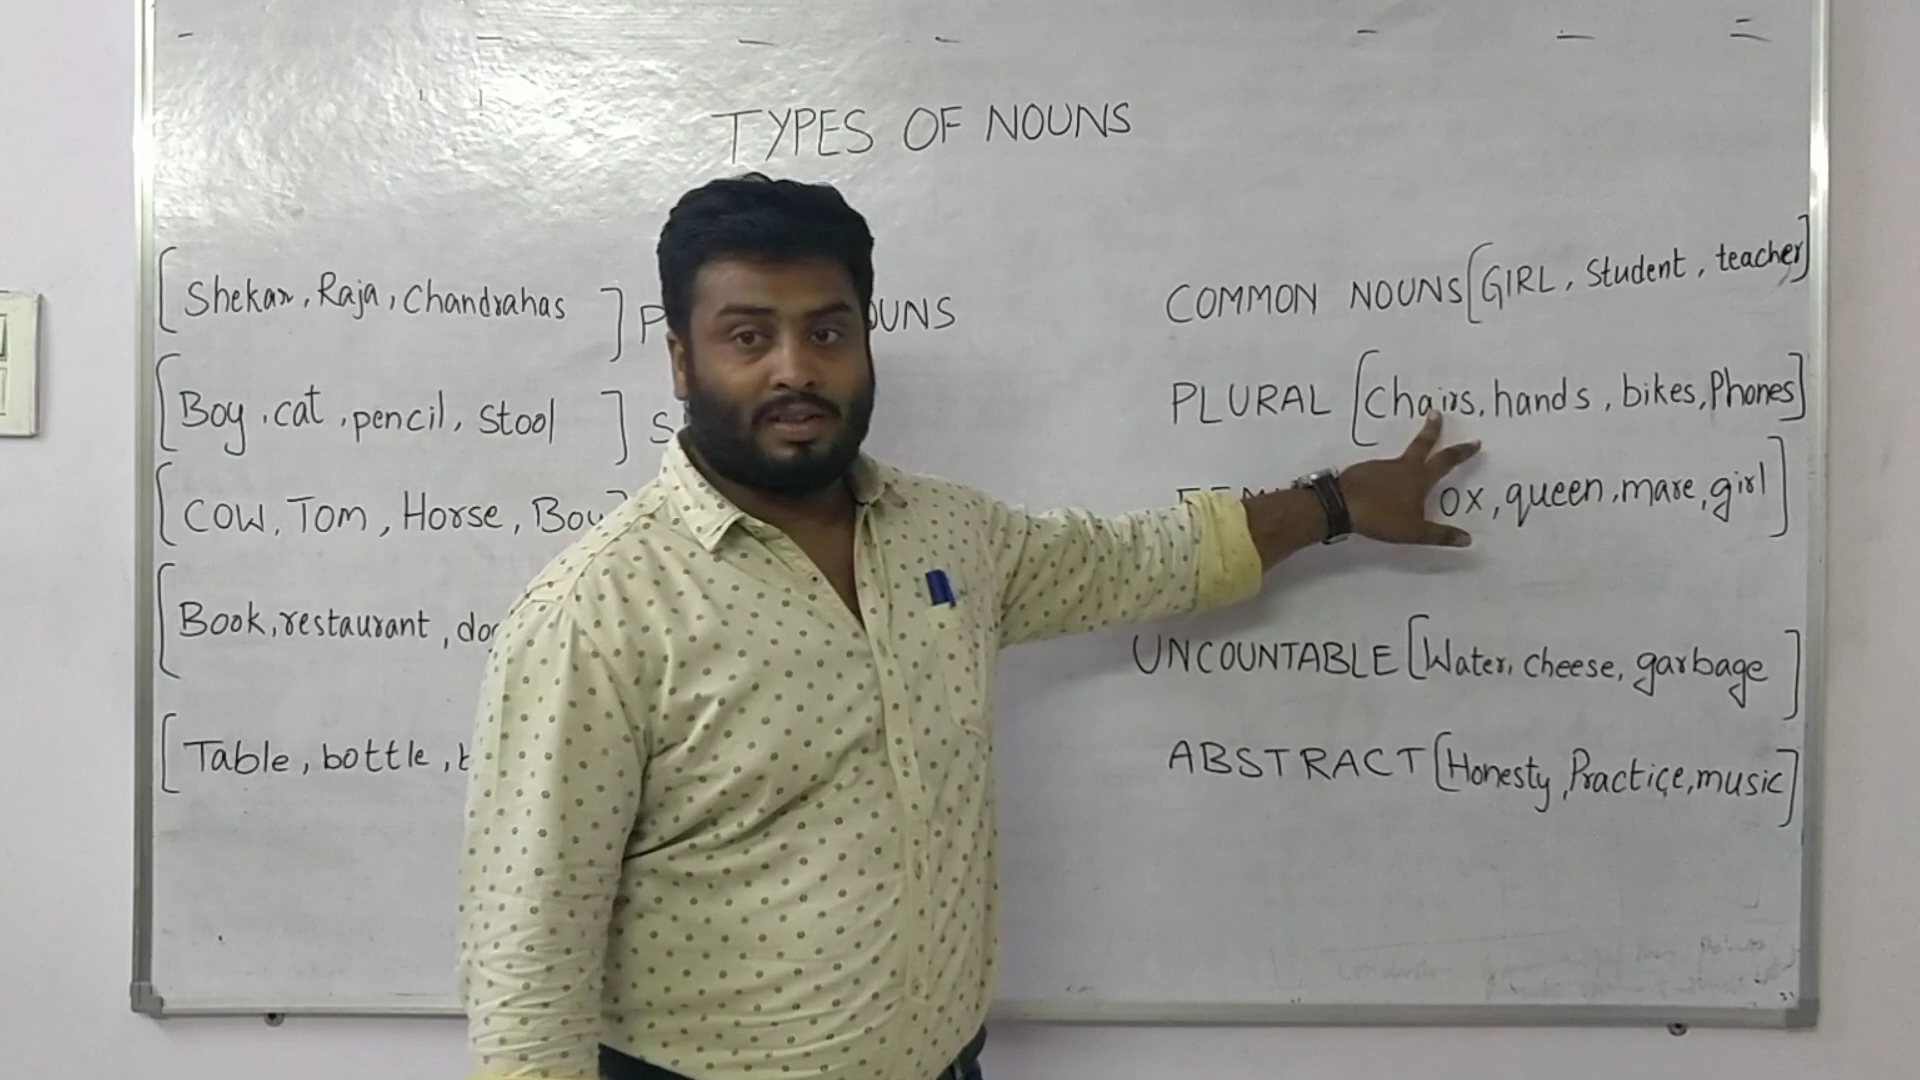 TYPES OF NOUNS
[Shekar, Raja, Chandrahas] NOUNS COMMON NOUNS [GIRL, Student, teacher]
[Boy, cat, pencil, Stool] PLURAL [Chairs, hands, bikes, Phones]
[COW, TOM, Horse, Boy] OX, queen, mare, girl]
[Book, restaurant, UNCOUNTABLE [Water, cheese, garbage]
[Table, bottle, ABSTRACT [Honesty, Practice, music]